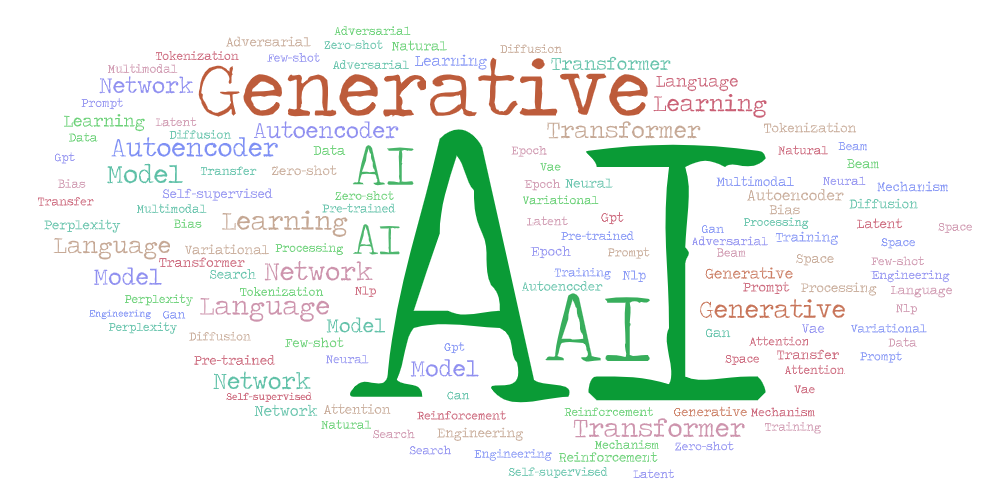 Adversarial
Adversarial Zero-shot Natural
Tokenization Few-shot Adversarial Learning Diffusion Transformer
Multimodal Generative Language
Network Learning
Prompt
Learning Latent Autoencoder Transformer Tokenization
Data Diffusion
Autoencoder Data AI Epoch Natural Beam
Gpt Vae Beam
Model Transfer Zero-shot AI
Bias Epoch Neural Multimodal Neural Mechanism
Transfer Self-supervised Zero-shot Variational Autoencoder
Multimodal Pre-trained Bias Diffusion
Perplexity Bias Learning Latent Gpt Processing Latent Space
Gan
Language Variational Processing AI Pre-trained Adversarial Training Space
Transformer Epoch Prompt Beam Space Few-shot
Model Search Network Training Nlp Generative Engineering
Tokenization Nlp Autoencoder Prompt Processing Language
Perplexity Language AI Generative Nlp
Engineering Gan
Perplexity Model Gan Vae Variational
Diffusion Few-shot Gpt Attention Data
Pre-trained Neural Model Space Transfer Prompt
Network Attention
Self-supervised Gan Vae
Network Attention Reinforcement Reinforcement Generative Mechanism
Natural Search Engineering Transformer Training
Search Engineering Mechanism Zero-shot
Reinforcement
Self-supervised Latent